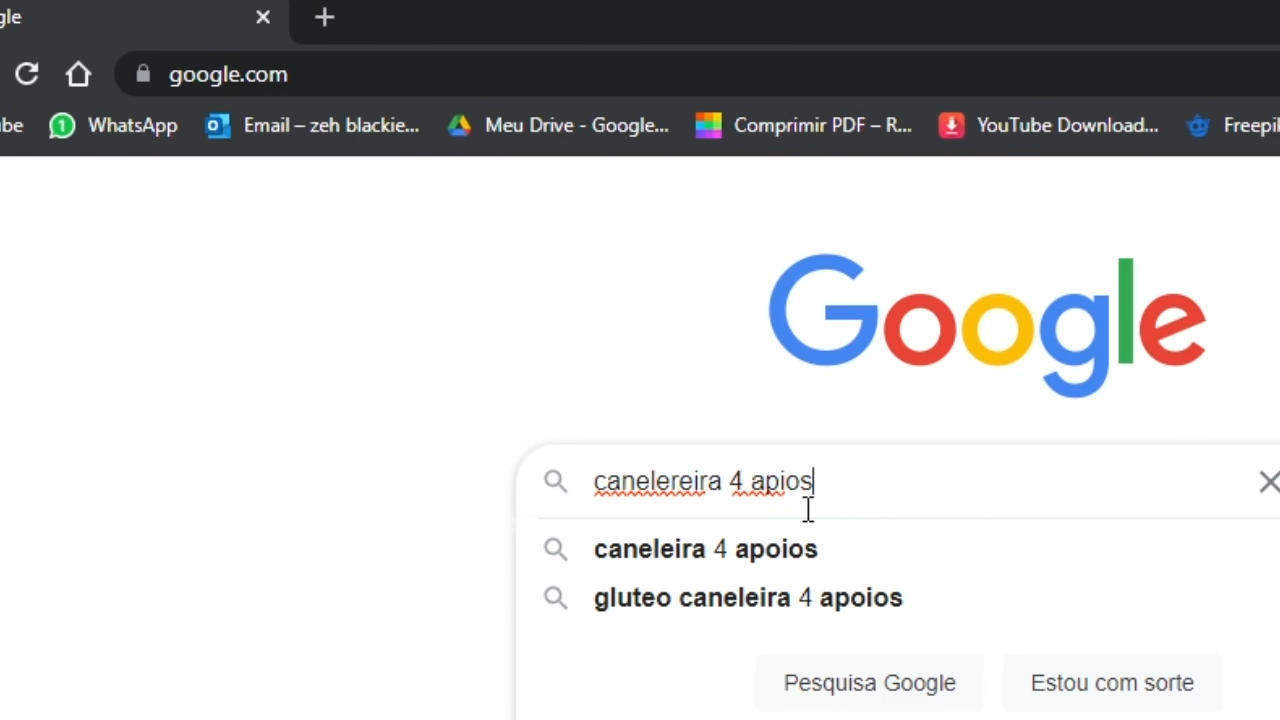 gle
google.com
be WhatsApp Email – zeh blackie... Meu Drive - Google... Comprimir PDF – R... YouTube Download... Freepi
Google
canelereira 4 apios
caneleira 4 apoios
gluteo caneleira 4 apoios
Pesquisa Google Estou com sorte